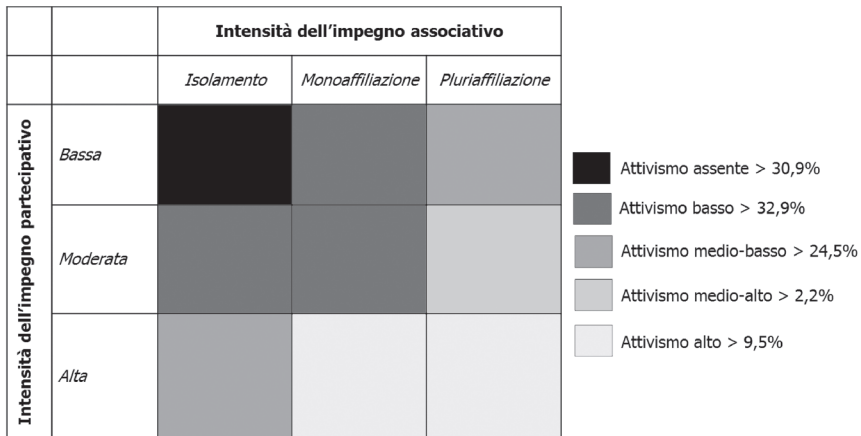 Intensità dell'impegno associativo
Isolamento Monoaffiliazione Pluriaffiliazione
Intensità dell'impegno partecipativo
Bassa
Moderata
Alta
Attivismo assente > 30,9%
Attivismo basso > 32,9%
Attivismo medio-basso > 24,5%
Attivismo medio-alto > 2,2%
Attivismo alto > 9,5%